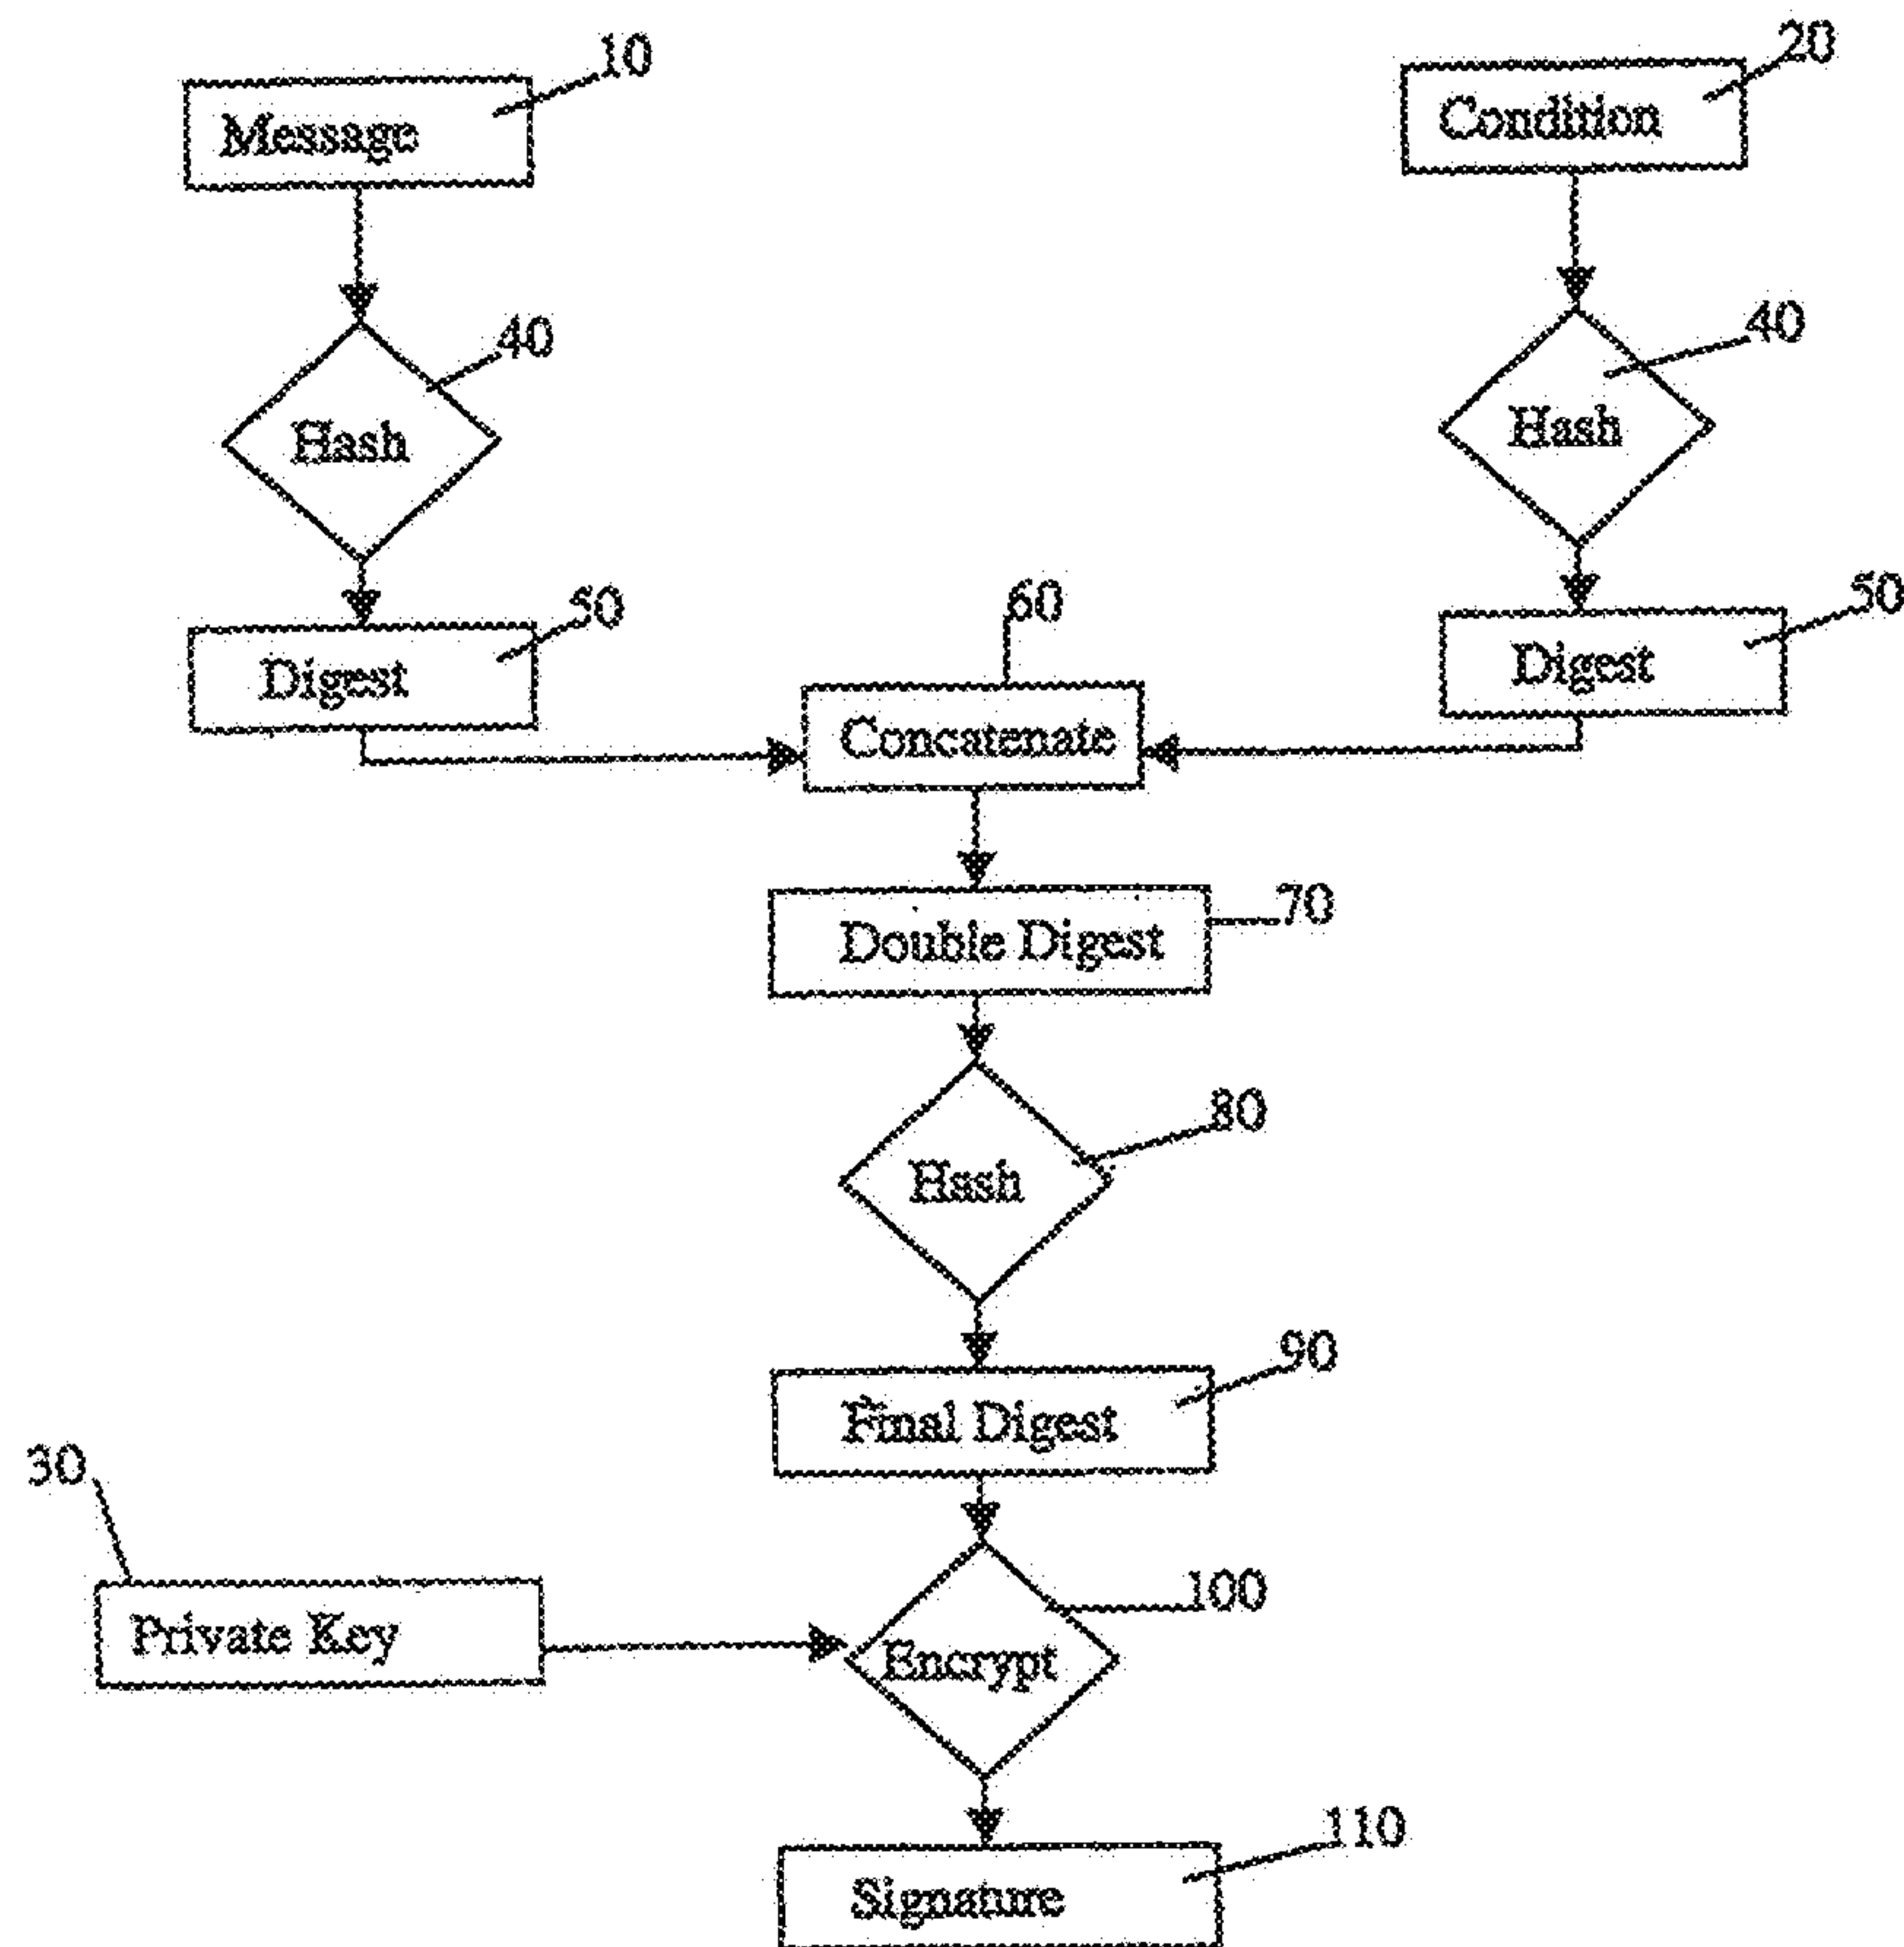 10
20
Message
Condition
40
40
Hash
Hash
50
60
50
Digest
Digest
Concatenate
70
Double Digest
80
Hash
90
Final Digest
30
100
Private Key
Encrypt
110
Signature